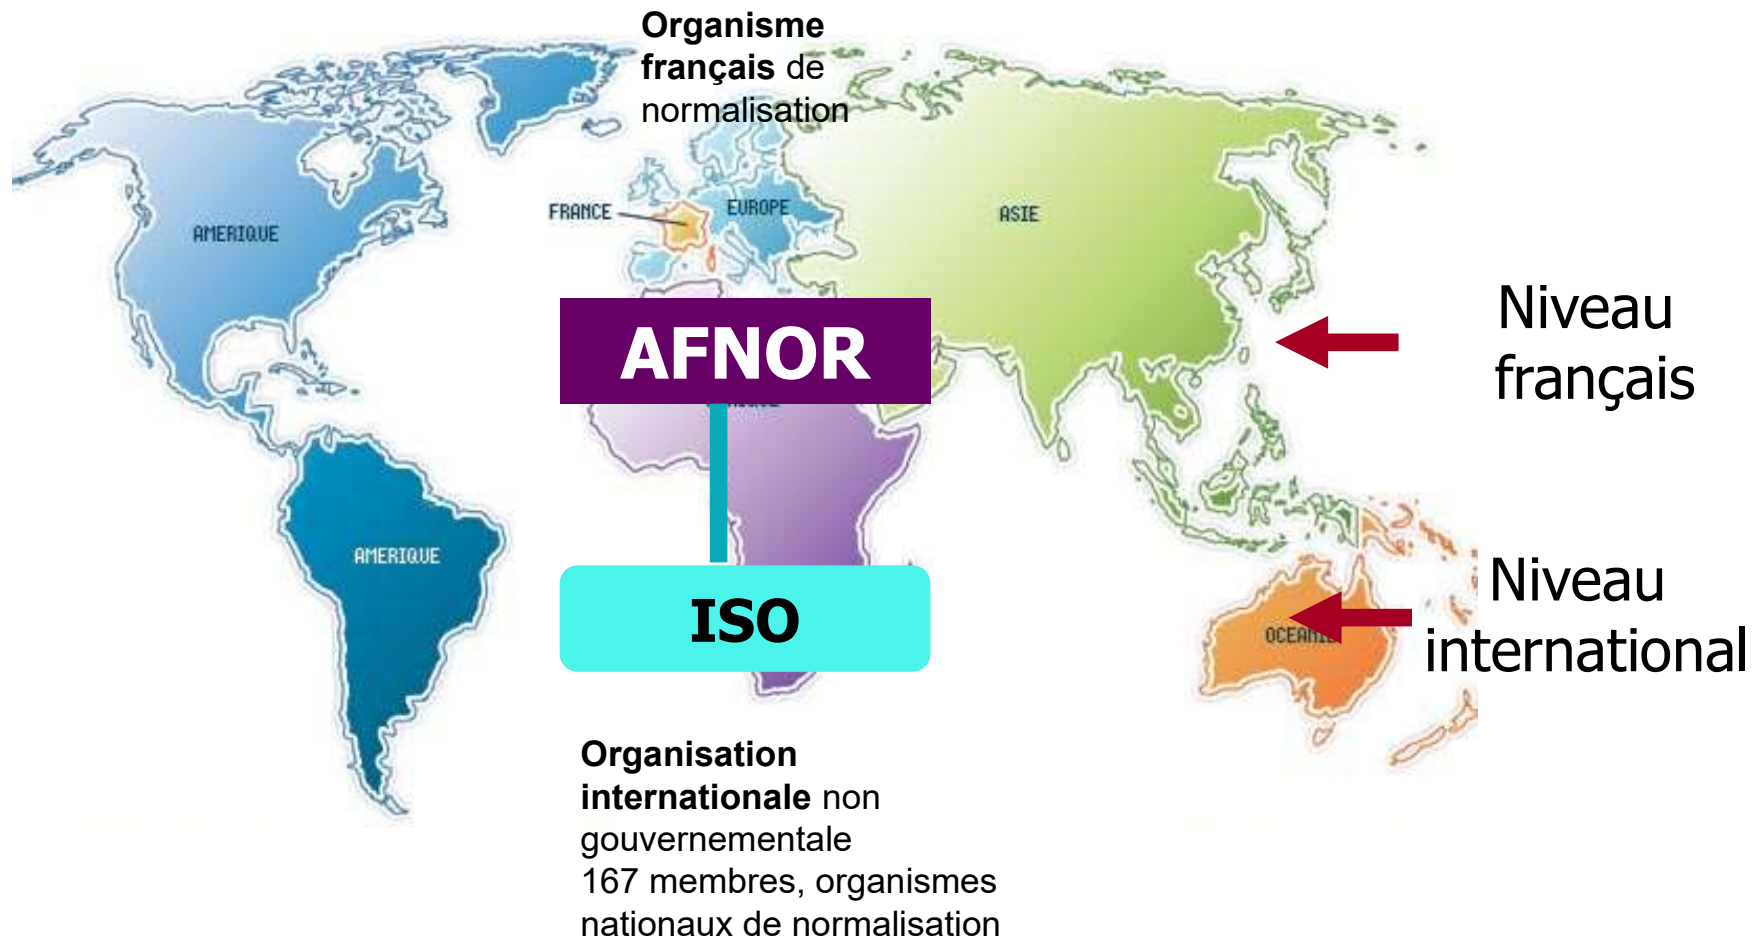 Organisme
français de
normalisation
FRANCE
EUROPE
ASIE
AMERIQUE
Niveau
français
AFNOR
AMERIQUE
ISO
Niveau
international
Organisation
internationale non
gouvernementale
167 membres, organismes
nationaux de normalisation